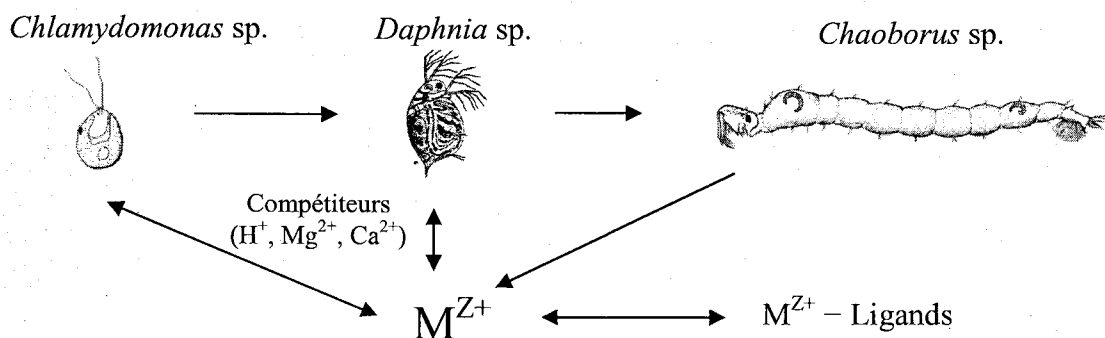 Chlamydomonas sp.
Daphnia sp.
Chaoborus sp.
Compétiteurs
(H⁺, Mg²⁺, Ca²⁺)
M^Z+
M^Z+ − Ligands